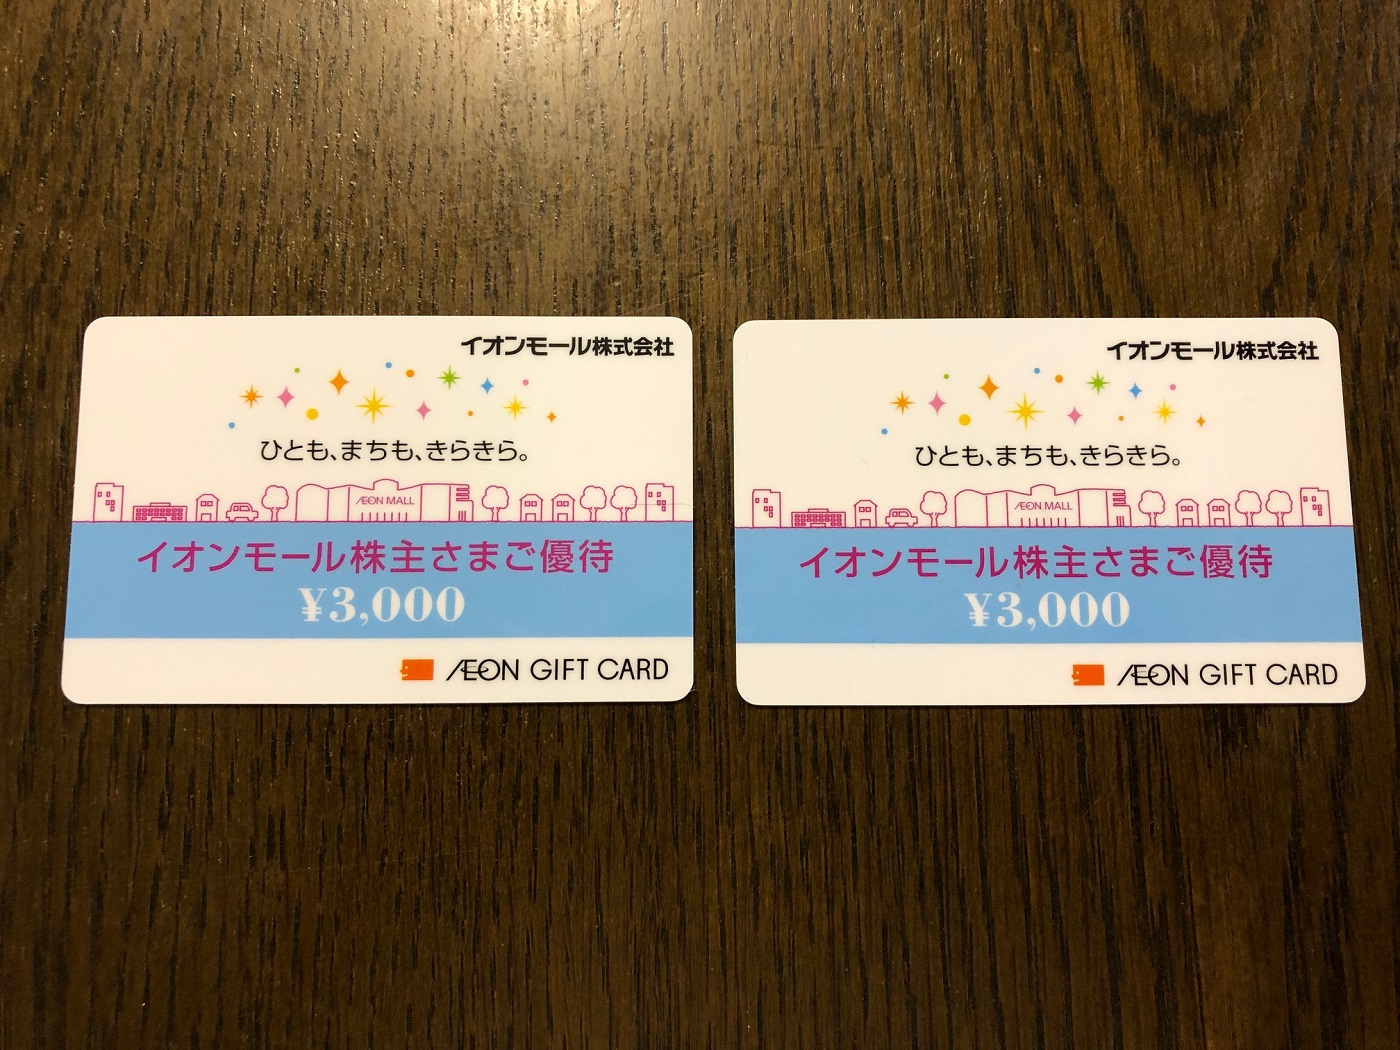 イオンモール株式会社
ひとも、まちも、きらきら。
ÆON MALL
イオンモール株主さまご優待
¥3,000
ÆON GIFT CARD
イオンモール株式会社
ひとも、まちも、きらきら。
ÆON MALL
イオンモール株主さまご優待
¥3,000
ÆON GIFT CARD